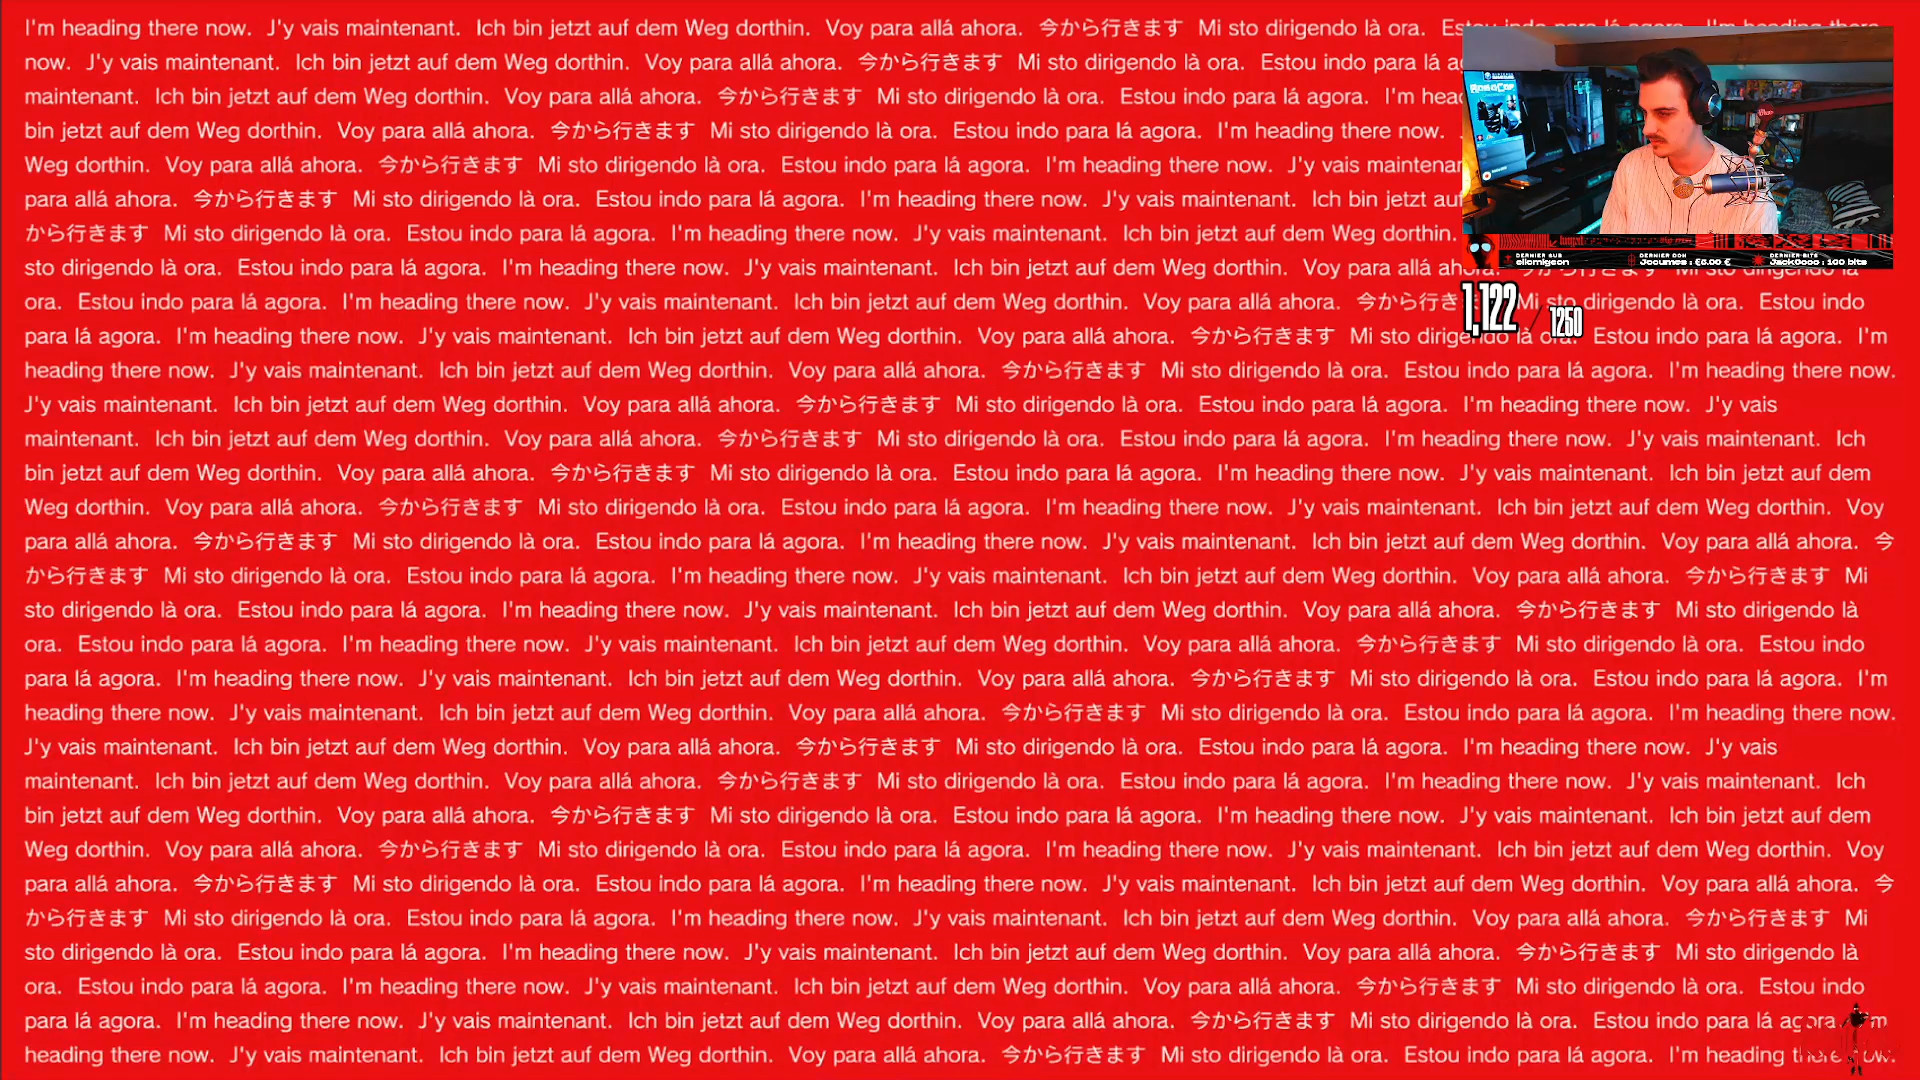 I'm heading there now. J'y vais maintenant. Ich bin jetzt auf dem Weg dorthin. Voy para allá ahora. 今から行きます Mi sto dirigendo là ora. Estou indo para lá agora. I'm heading there
now. J'y vais maintenant. Ich bin jetzt auf dem Weg dorthin. Voy para allá ahora. 今から行きます Mi sto dirigendo là ora. Estou indo para lá
maintenant. Ich bin jetzt auf dem Weg dorthin. Voy para allá ahora. 今から行きます Mi sto dirigendo là ora. Estou indo para lá agora. I'm
bin jetzt auf dem Weg dorthin. Voy para allá ahora. 今から行きます Mi sto dirigendo là ora. Estou indo para lá agora. I'm heading there now.
Weg dorthin. Voy para allá ahora. 今から行きます Mi sto dirigendo là ora. Estou indo para lá agora. I'm heading there now. J'y vais
para allá ahora. 今から行きます Mi sto dirigendo là ora. Estou indo para lá agora. I'm heading there now. J'y vais maintenant. Ich bin jetzt
から行きます Mi sto dirigendo là ora. Estou indo para lá agora. I'm heading there now. J'y vais maintenant. Ich bin jetzt auf dem Weg dorthin.
DERNIER SUB DERNIER DON DERNIER BITS
ellomigeon Jocumes : €6.00 € Jack0ooo : 100 bits
sto dirigendo là ora. Estou indo para lá agora. I'm heading there now. J'y vais maintenant. Ich bin jetzt auf dem Weg dorthin. Voy para allá ahora. 今から行きます Mi sto dirigendo là
ora. Estou indo para lá agora. I'm heading there now. J'y vais maintenant. Ich bin jetzt auf dem Weg dorthin. Voy para allá ahora. 今から行き Mi sto dirigendo là ora. Estou indo
1,122 / 1250
para lá agora. I'm heading there now. J'y vais maintenant. Ich bin jetzt auf dem Weg dorthin. Voy para allá ahora. 今から行きます Mi sto dirigendo là ora. Estou indo para lá agora. I'm
heading there now. J'y vais maintenant. Ich bin jetzt auf dem Weg dorthin. Voy para allá ahora. 今から行きます Mi sto dirigendo là ora. Estou indo para lá agora. I'm heading there now.
J'y vais maintenant. Ich bin jetzt auf dem Weg dorthin. Voy para allá ahora. 今から行きます Mi sto dirigendo là ora. Estou indo para lá agora. I'm heading there now. J'y vais
maintenant. Ich bin jetzt auf dem Weg dorthin. Voy para allá ahora. 今から行きます Mi sto dirigendo là ora. Estou indo para lá agora. I'm heading there now. J'y vais maintenant. Ich
bin jetzt auf dem Weg dorthin. Voy para allá ahora. 今から行きます Mi sto dirigendo là ora. Estou indo para lá agora. I'm heading there now. J'y vais maintenant. Ich bin jetzt auf dem
Weg dorthin. Voy para allá ahora. 今から行きます Mi sto dirigendo là ora. Estou indo para lá agora. I'm heading there now. J'y vais maintenant. Ich bin jetzt auf dem Weg dorthin. Voy
para allá ahora. 今から行きます Mi sto dirigendo là ora. Estou indo para lá agora. I'm heading there now. J'y vais maintenant. Ich bin jetzt auf dem Weg dorthin. Voy para allá ahora. 今
から行きます Mi sto dirigendo là ora. Estou indo para lá agora. I'm heading there now. J'y vais maintenant. Ich bin jetzt auf dem Weg dorthin. Voy para allá ahora. 今から行きます Mi
sto dirigendo là ora. Estou indo para lá agora. I'm heading there now. J'y vais maintenant. Ich bin jetzt auf dem Weg dorthin. Voy para allá ahora. 今から行きます Mi sto dirigendo là
ora. Estou indo para lá agora. I'm heading there now. J'y vais maintenant. Ich bin jetzt auf dem Weg dorthin. Voy para allá ahora. 今から行きます Mi sto dirigendo là ora. Estou indo
para lá agora. I'm heading there now. J'y vais maintenant. Ich bin jetzt auf dem Weg dorthin. Voy para allá ahora. 今から行きます Mi sto dirigendo là ora. Estou indo para lá agora. I'm
heading there now. J'y vais maintenant. Ich bin jetzt auf dem Weg dorthin. Voy para allá ahora. 今から行きます Mi sto dirigendo là ora. Estou indo para lá agora. I'm heading there now.
J'y vais maintenant. Ich bin jetzt auf dem Weg dorthin. Voy para allá ahora. 今から行きます Mi sto dirigendo là ora. Estou indo para lá agora. I'm heading there now. J'y vais
maintenant. Ich bin jetzt auf dem Weg dorthin. Voy para allá ahora. 今から行きます Mi sto dirigendo là ora. Estou indo para lá agora. I'm heading there now. J'y vais maintenant. Ich
bin jetzt auf dem Weg dorthin. Voy para allá ahora. 今から行きます Mi sto dirigendo là ora. Estou indo para lá agora. I'm heading there now. J'y vais maintenant. Ich bin jetzt auf dem
Weg dorthin. Voy para allá ahora. 今から行きます Mi sto dirigendo là ora. Estou indo para lá agora. I'm heading there now. J'y vais maintenant. Ich bin jetzt auf dem Weg dorthin. Voy
para allá ahora. 今から行きます Mi sto dirigendo là ora. Estou indo para lá agora. I'm heading there now. J'y vais maintenant. Ich bin jetzt auf dem Weg dorthin. Voy para allá ahora. 今
から行きます Mi sto dirigendo là ora. Estou indo para lá agora. I'm heading there now. J'y vais maintenant. Ich bin jetzt auf dem Weg dorthin. Voy para allá ahora. 今から行きます Mi
sto dirigendo là ora. Estou indo para lá agora. I'm heading there now. J'y vais maintenant. Ich bin jetzt auf dem Weg dorthin. Voy para allá ahora. 今から行きます Mi sto dirigendo là
ora. Estou indo para lá agora. I'm heading there now. J'y vais maintenant. Ich bin jetzt auf dem Weg dorthin. Voy para allá ahora. 今から行きます Mi sto dirigendo là ora. Estou indo
para lá agora. I'm heading there now. J'y vais maintenant. Ich bin jetzt auf dem Weg dorthin. Voy para allá ahora. 今から行きます Mi sto dirigendo là ora. Estou indo para lá agora. I'm
heading there now. J'y vais maintenant. Ich bin jetzt auf dem Weg dorthin. Voy para allá ahora. 今から行きます Mi sto dirigendo là ora. Estou indo para lá agora. I'm heading there now.